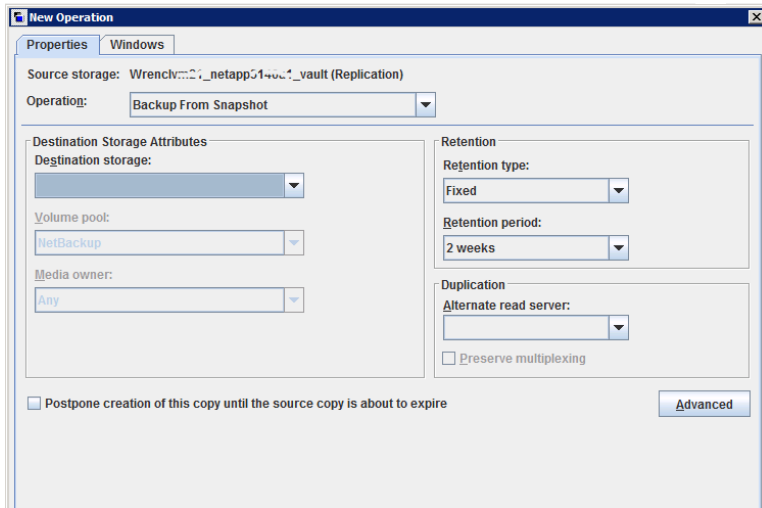 New Operation
Properties
Windows
Source storage: (Replication)
Operation:
Backup From Snapshot
Destination Storage Attributes
Destination storage:
Volume pool:
NetBackup
Media owner:
Any
Retention
Retention type:
Fixed
Retention period:
2 weeks
Duplication
Alternate read server:
Preserve multiplexing
Postpone creation of this copy until the source copy is about to expire
Advanced